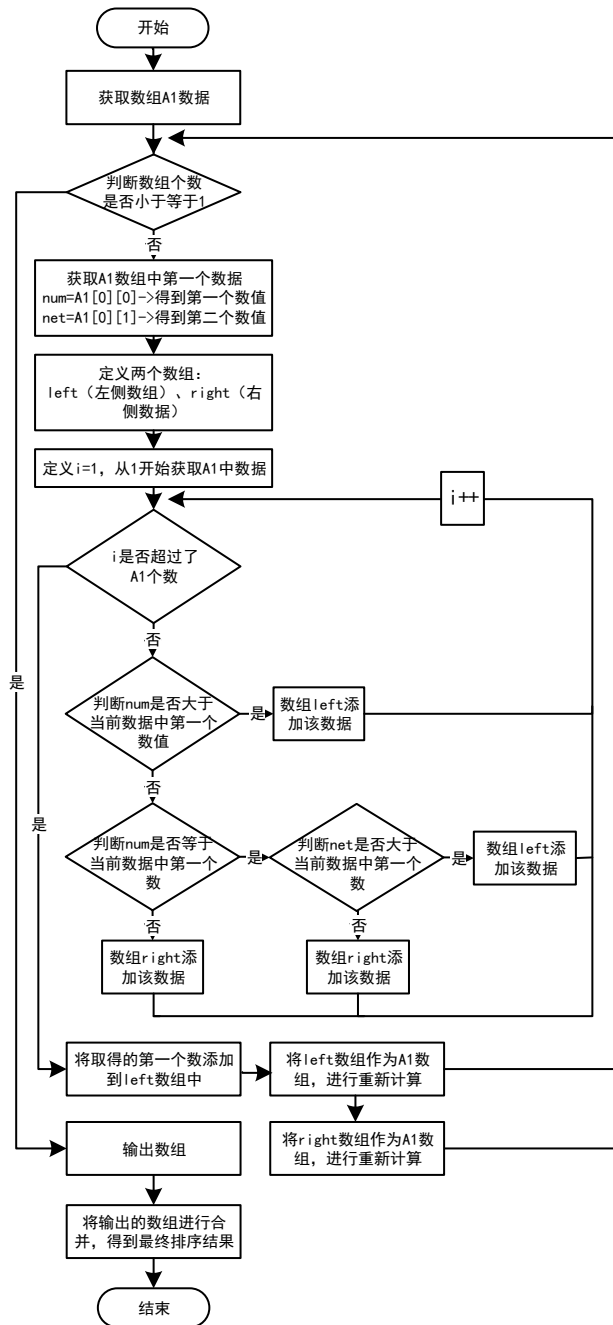 开始
获取数组A1数据
判断数组个数
是否小于等于1
否
获取A1数组中第一个数据
num=A1[0][0]->得到第一个数值
net=A1[0][1]->得到第二个数值
定义两个数组：
left（左侧数组）、right（右
侧数据）
定义i=1，从1开始获取A1中数据
i++
i是否超过了
A1个数
否
是
判断num是否大于
当前数据中第一个
数值
是
数组left添
加该数据
否
是
判断num是否等于
当前数据中第一个
数
是
判断net是否大于
当前数据中第一个
数
是
数组left添
加该数据
否
否
数组right添
加该数据
数组right添
加该数据
将取得的第一个数添加
到left数组中
将left数组作为A1数
组，进行重新计算
输出数组
将right数组作为A1数
组，进行重新计算
将输出的数组进行合
并，得到最终排序结果
结束